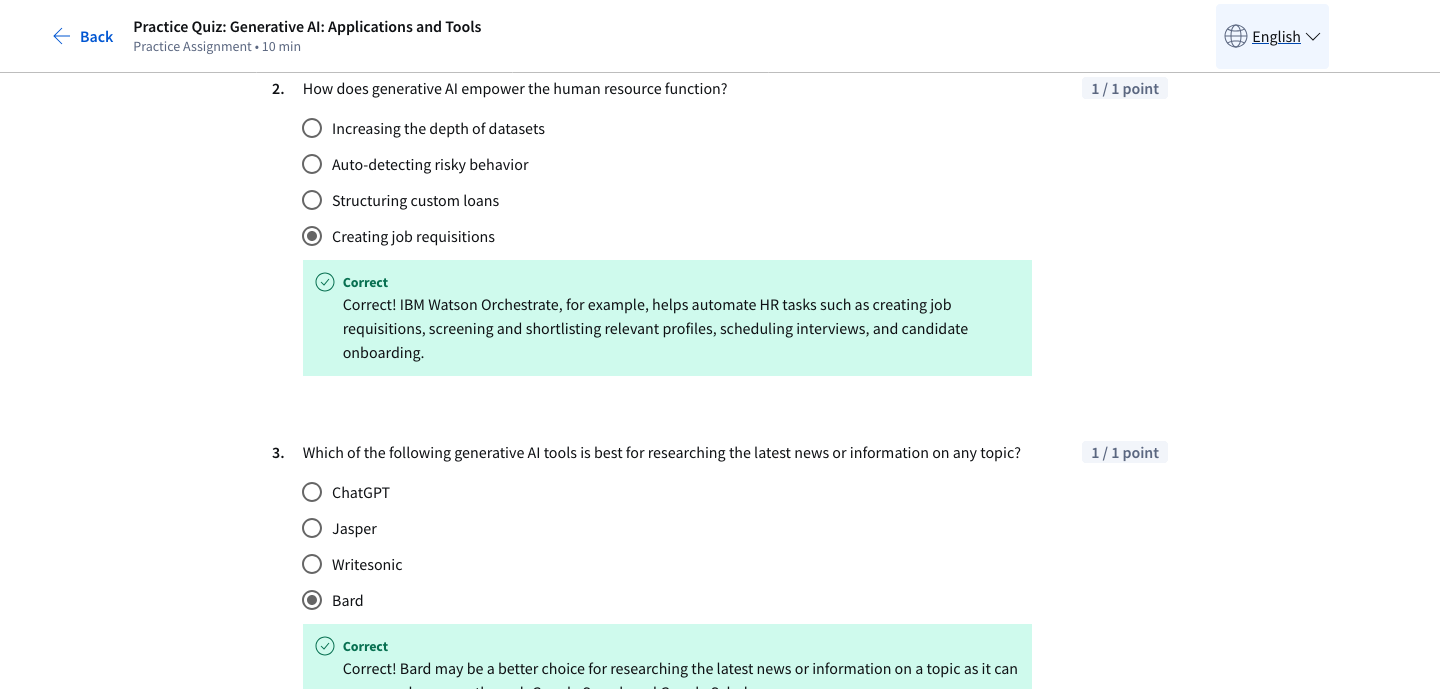 Back
Practice Quiz: Generative AI: Applications and Tools
Practice Assignment • 10 min
English
2. How does generative AI empower the human resource function?
1 / 1 point
Increasing the depth of datasets
Auto-detecting risky behavior
Structuring custom loans
Creating job requisitions
Correct
Correct! IBM Watson Orchestrate, for example, helps automate HR tasks such as creating job
requisitions, screening and shortlisting relevant profiles, scheduling interviews, and candidate
onboarding.
3. Which of the following generative AI tools is best for researching the latest news or information on any topic?
1 / 1 point
ChatGPT
Jasper
Writesonic
Bard
Correct
Correct! Bard may be a better choice for researching the latest news or information on a topic as it can